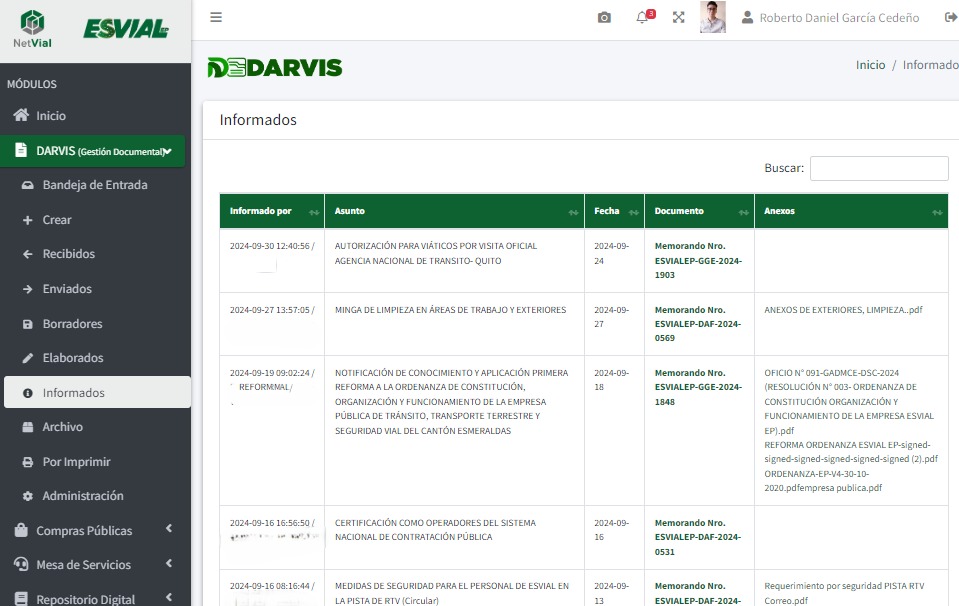 NetVial
ESVIAL EP
MÓDULOS
Inicio
DARVIS (Gestión Documental)
Bandeja de Entrada
Crear
Recibidos
Enviados
Borradores
Elaborados
Informados
Archivo
Por Imprimir
Administración
Compras Públicas
Mesa de Servicios
Repositorio Digital
3
Roberto Daniel García Cedeño
DARVIS
Inicio / Informado
Informados
Buscar:
Informado por
Asunto
Fecha
Documento
Anexos
2024-09-30 12:40:56 /
AUTORIZACIÓN PARA VIÁTICOS POR VISITA OFICIAL
AGENCIA NACIONAL DE TRANSITO- QUITO
2024-09-
24
Memorando Nro.
ESVIALEP-GGE-2024-
1903
2024-09-27 13:57:05 /
MINGA DE LIMPIEZA EN ÁREAS DE TRABAJO Y EXTERIORES
2024-09-
27
Memorando Nro.
ESVIALEP-DAF-2024-
0569
ANEXOS DE EXTERIORES, LIMPIEZA..pdf
2024-09-19 09:02:24 /
REFORMMAL/
NOTIFICACIÓN DE CONOCIMIENTO Y APLICACIÓN PRIMERA
REFORMA A LA ORDENANZA DE CONSTITUCIÓN,
ORGANIZACIÓN Y FUNCIONAMIENTO DE LA EMPRESA
PÚBLICA DE TRÁNSITO, TRANSPORTE TERRESTRE Y
SEGURIDAD VIAL DEL CANTÓN ESMERALDAS
2024-09-
18
Memorando Nro.
ESVIALEP-GGE-2024-
1848
OFICIO N° 091-GADMCE-DSC-2024
(RESOLUCIÓN N° 003- ORDENANZA DE
CONSTITUCIÓN ORGANIZACIÓN Y
FUNCIONAMIENTO DE LA EMPRESA ESVIAL
EP).pdf
REFORMA ORDENANZA ESVIAL EP-signed-
signed-signed-signed-signed-signed (2).pdf
ORDENANZA-EP-V4-30-10-
2020.pdfempresa publica.pdf
2024-09-16 16:56:50 /
CERTIFICACIÓN COMO OPERADORES DEL SISTEMA
NACIONAL DE CONTRATACIÓN PÚBLICA
2024-09-
16
Memorando Nro.
ESVIALEP-DAF-2024-
0531
2024-09-16 08:16:44 /
MEDIDAS DE SEGURIDAD PARA EL PERSONAL DE ESVIAL EN
LA PISTA DE RTV (Circular)
2024-09-
13
Memorando Nro.
ESVIALEP-DAF-2024-
Requerimiento por seguridad PISTA RTV
Correo.pdf